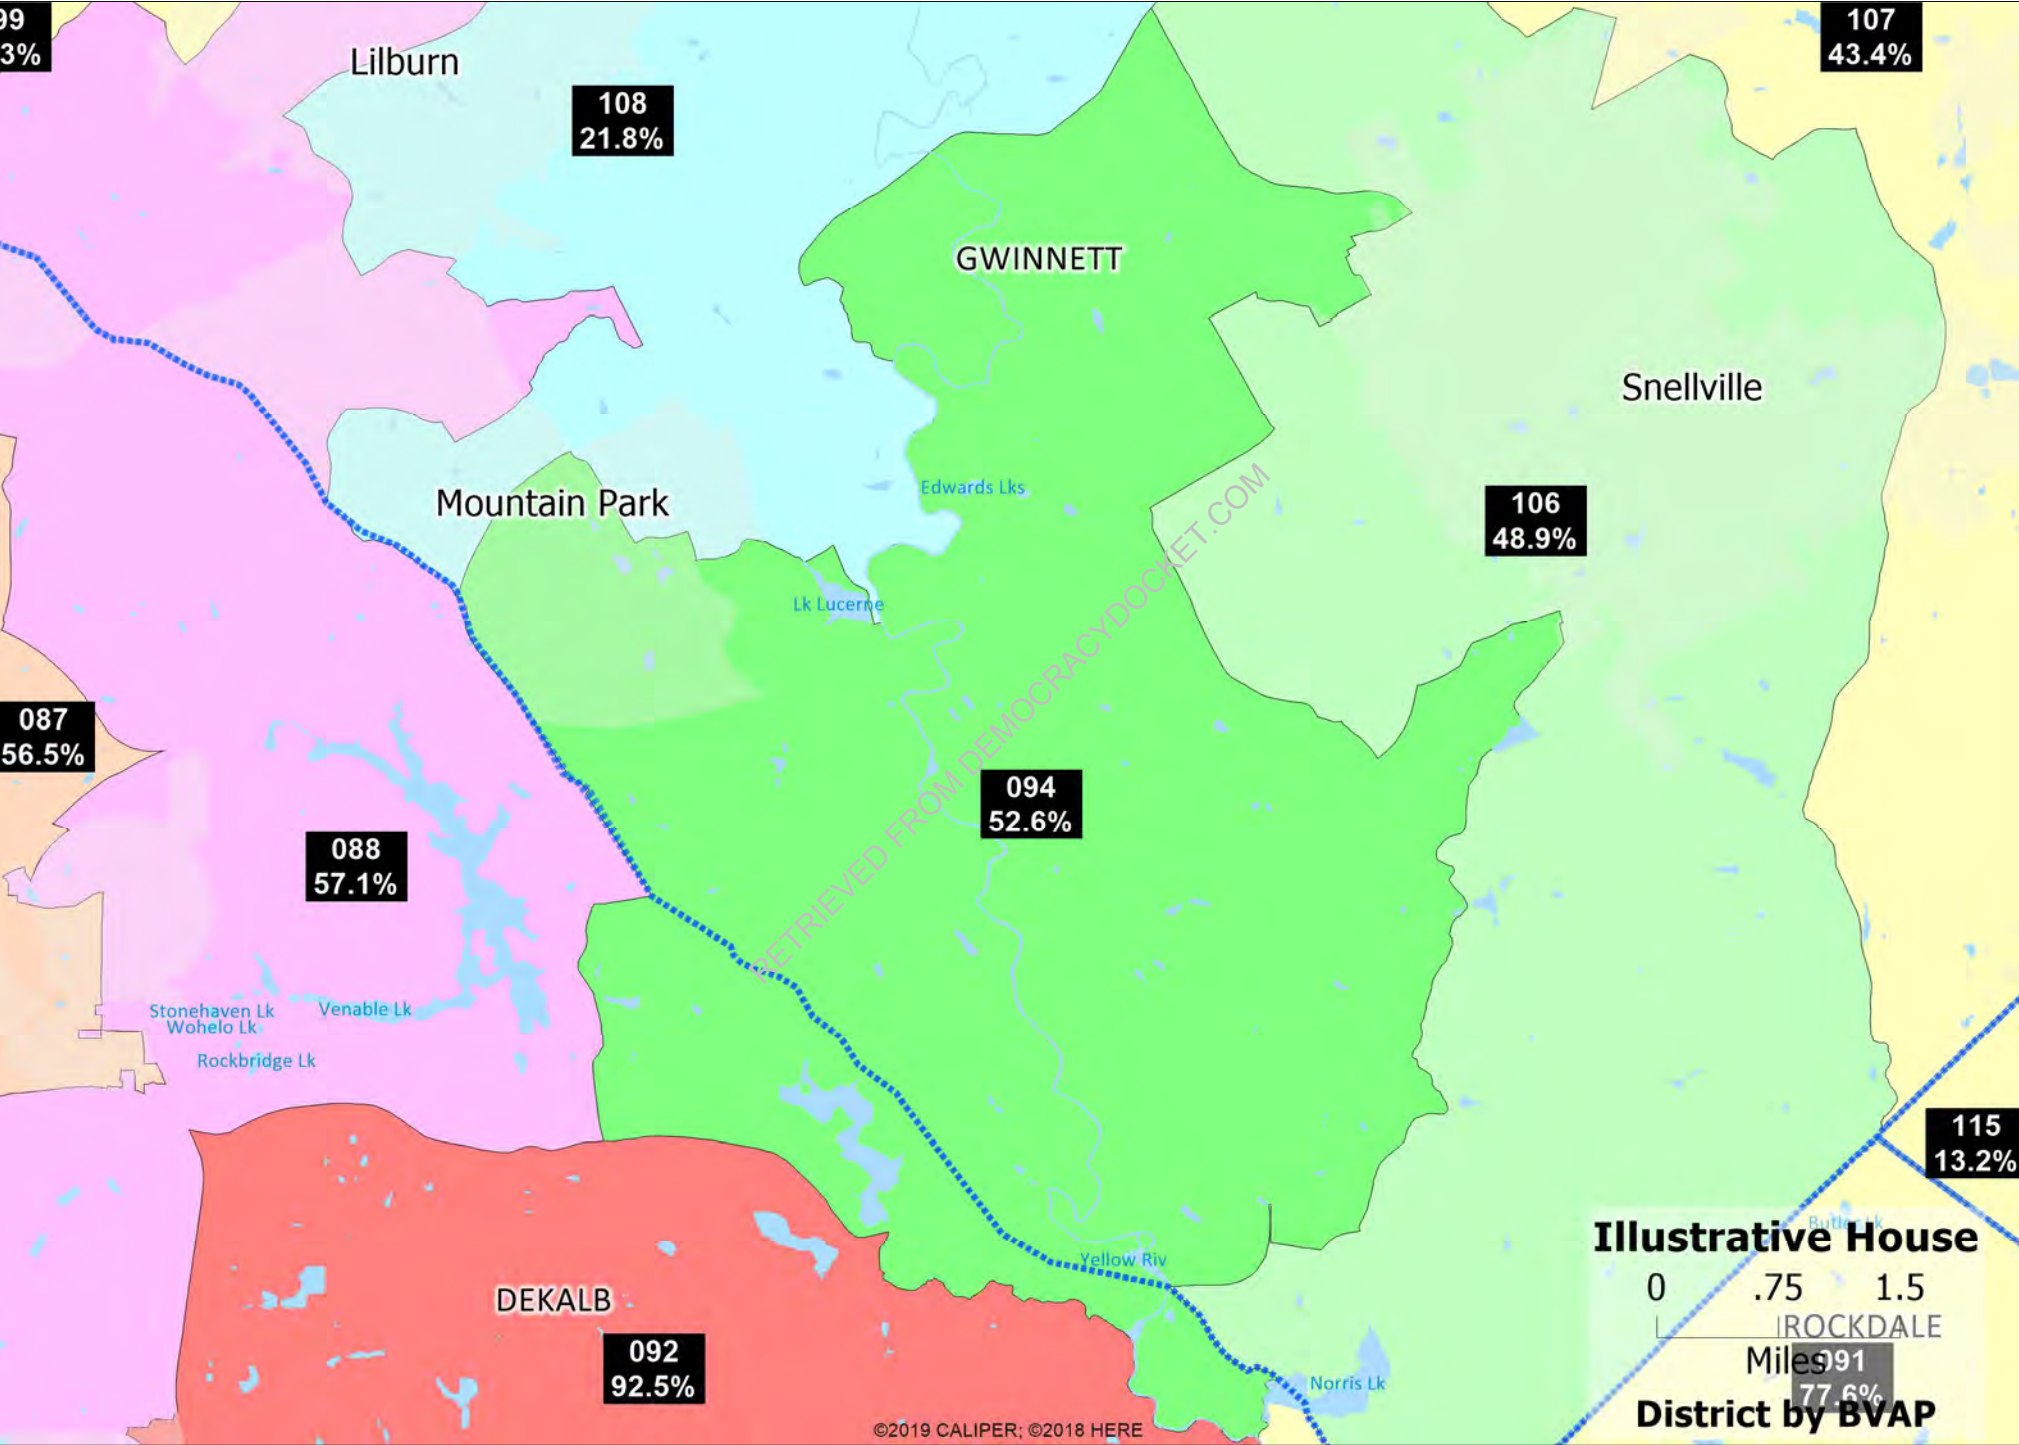 99
3%
Lilburn
108
21.8%
107
43.4%
GWINNETT
Snellville
Mountain Park
Edwards Lks
106
48.9%
Lk Lucerne
087
56.5%
094
52.6%
088
57.1%
RETRIEVED FROM DEMOCRACYDOCKET.COM
Stonehaven Lk
Wohelo Lk
Venable Lk
Rockbridge Lk
115
13.2%
Butler Lk
Illustrative House
0 .75 1.5
Yellow Riv
DEKALB
ROCKDALE
Miles
091
77.6%
092
92.5%
Norris Lk
District by BVAP
©2019 CALIPER; ©2018 HERE